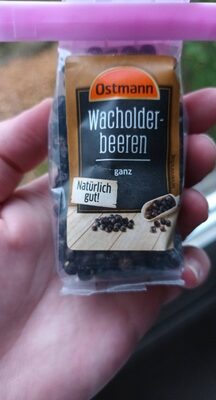 Ostmann
Wacholder-
beeren
ganz
Natürlich
gut!